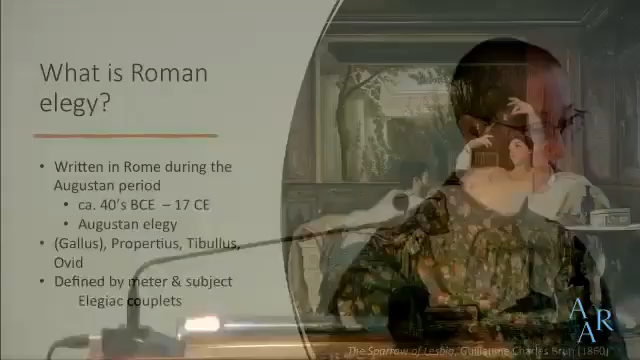 What is Roman
elegy?
• Written in Rome during the
Augustan period
• ca. 40's BCE – 17 CE
• Augustan elegy
• (Gallus), Propertius, Tibullus,
Ovid
• Defined by meter & subject
Elegiac couplets
A
A R
The Sparrow of Lesbia, Guillaume Charles Brun (1860)